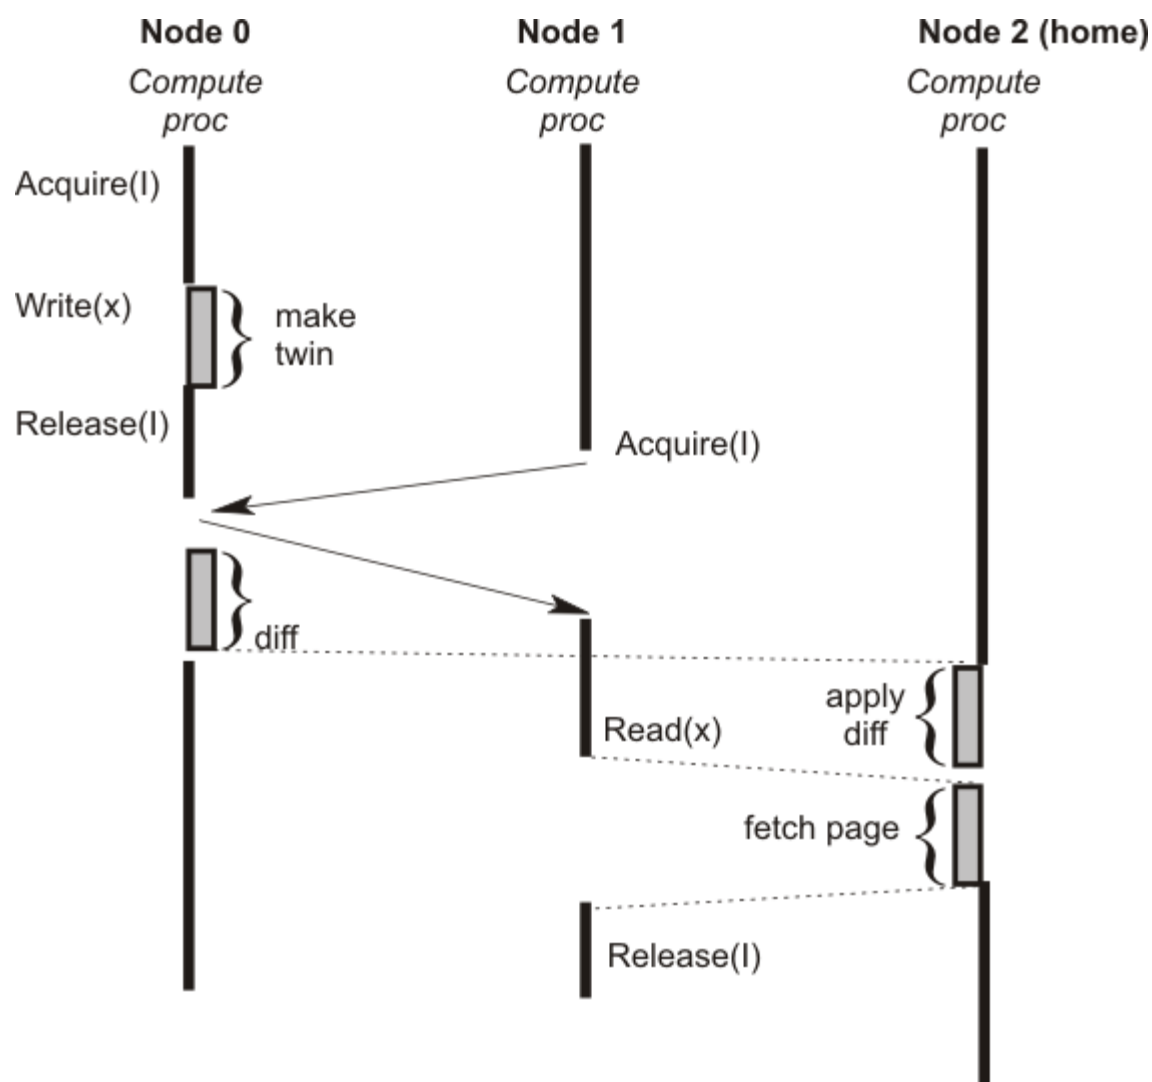 Node 0
Node 1
Node 2 (home)
Compute
proc
Compute
proc
Compute
proc
Acquire(l)
Write(x)
make
twin
Release(l)
Acquire(l)
diff
apply
diff
Read(x)
fetch page
Release(l)